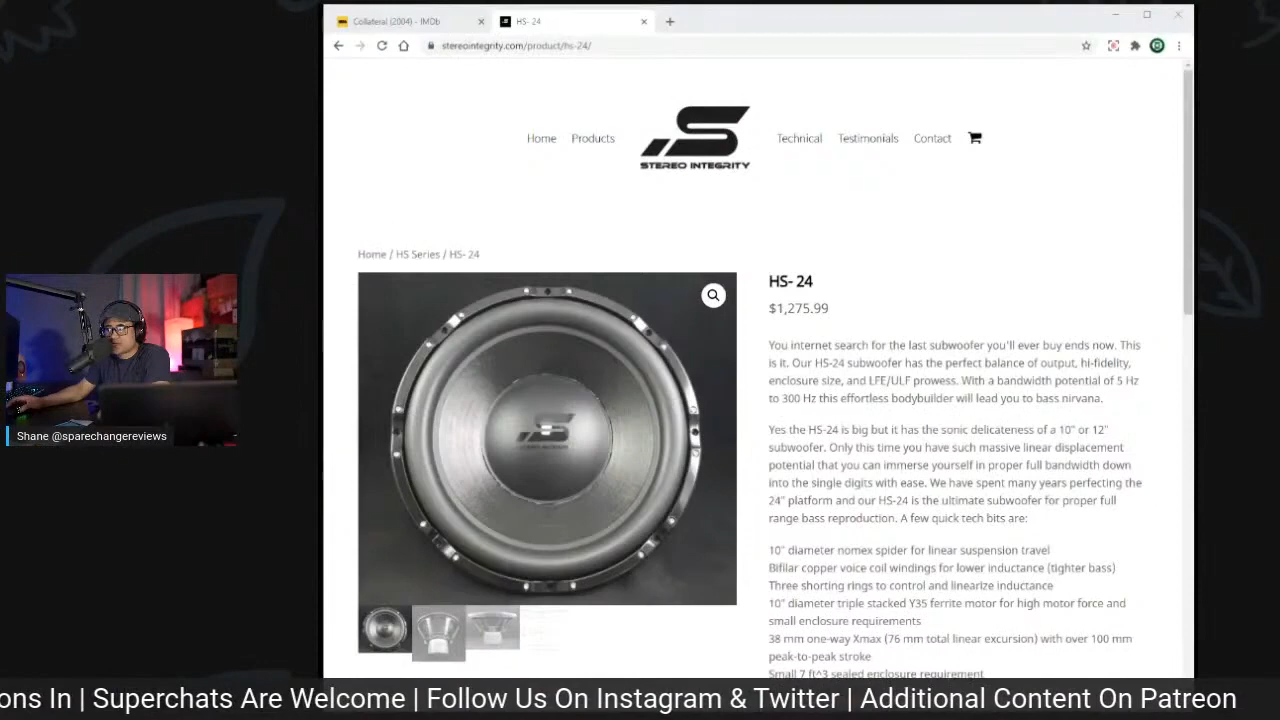 Collateral (2004) - IMDb
HS- 24
stereointegrity.com/product/hs-24/
Home
Products
STEREO INTEGRITY
Technical
Testimonials
Contact
Home / HS Series / HS- 24
HS- 24
$1,275.99
You internet search for the last subwoofer you'll ever buy ends now. This
is it. Our HS-24 subwoofer has the perfect balance of output, hi-fidelity,
enclosure size, and LFE/ULF prowess. With a bandwidth potential of 5 Hz
to 300 Hz this effortless bodybuilder will lead you to bass nirvana.
Yes the HS-24 is big but it has the sonic delicateness of a 10" or 12"
subwoofer. Only this time you have such massive linear displacement
potential that you can immerse yourself in proper full bandwidth down
into the single digits with ease. We have spent many years perfecting the
24" platform and our HS-24 is the ultimate subwoofer for proper full
range bass reproduction. A few quick tech bits are:
10" diameter nomex spider for linear suspension travel
Bifilar copper voice coil windings for lower inductance (tighter bass)
Three shorting rings to control and linearize inductance
10" diameter triple stacked Y35 ferrite motor for high motor force and
small enclosure requirements
38 mm one-way Xmax (76 mm total linear excursion) with over 100 mm
peak-to-peak stroke
Small 7 ft^3 sealed enclosure requirement
Shane @sparechangereviews
ons In | Superchats Are Welcome | Follow Us On Instagram & Twitter | Additional Content On Patreon